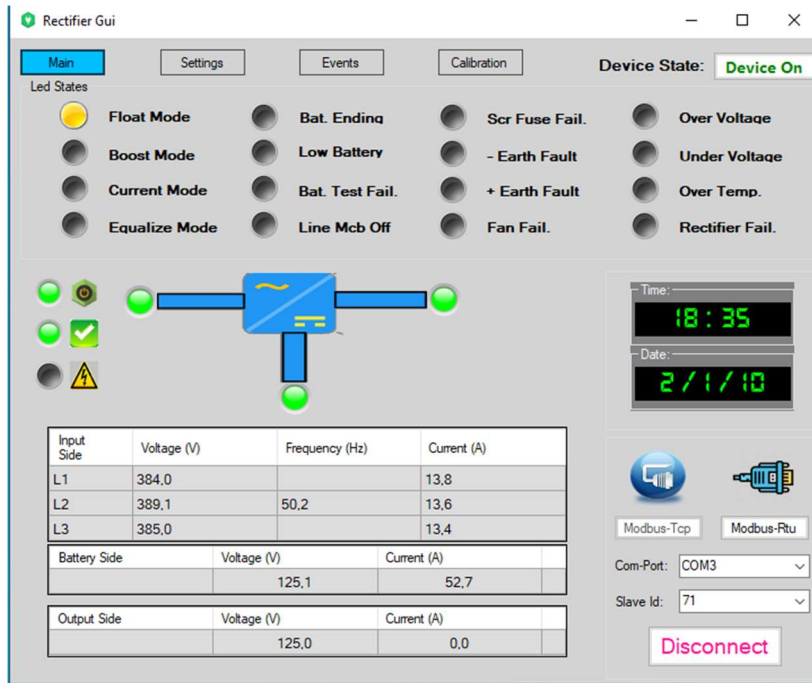 Rectifier Gui
Main Settings Events Calibration Device State: Device On
Led States
Float Mode Bat. Ending Scr Fuse Fail. Over Voltage
Boost Mode Low Battery - Earth Fault Under Voltage
Current Mode Bat. Test Fail. + Earth Fault Over Temp.
Equalize Mode Line Mcb Off Fan Fail. Rectifier Fail.
Time:
18:35
Date:
2/1/10
Input Side Voltage (V) Frequency (Hz) Current (A)
L1 384,0 13,8
L2 389,1 50,2 13,6
L3 385,0 13,4
Battery Side Voltage (V) Current (A)
125,1 52,7
Output Side Voltage (V) Current (A)
125,0 0,0
Modbus-Tcp Modbus-Rtu
Com-Port: COM3
Slave Id: 71
Disconnect